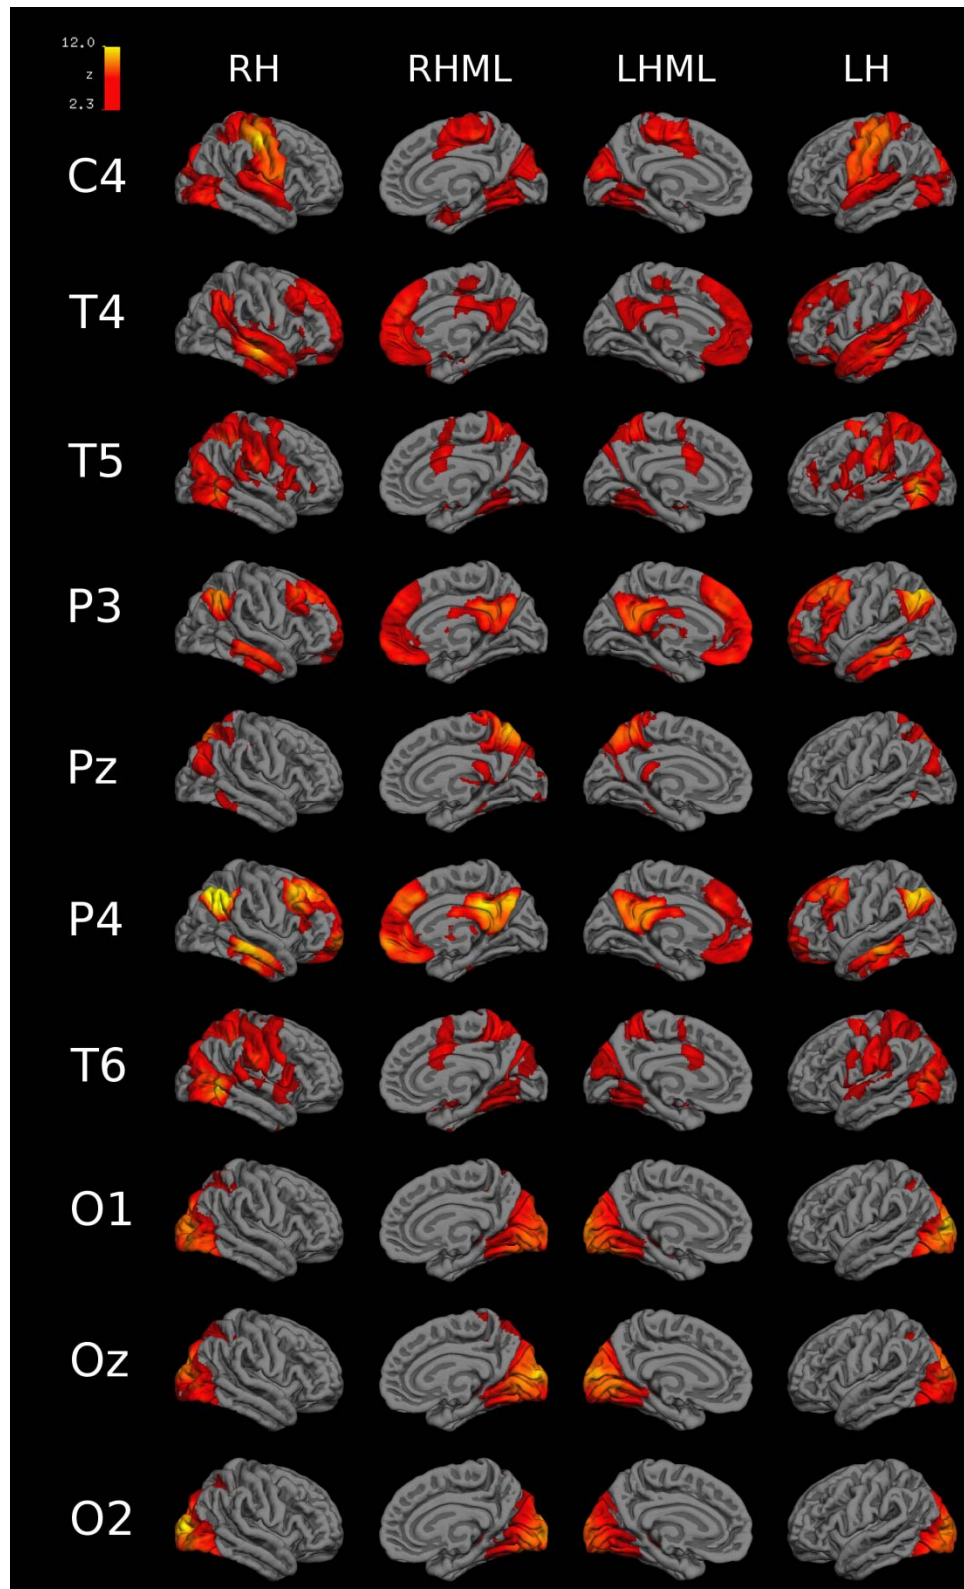 12.0
z
2.3
RH RHML LHML LH
C4
T4
T5
P3
Pz
P4
T6
O1
Oz
O2